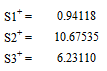 S1⁺ = 0.94118
S2⁺ = 10.67535
S3⁺ = 6.23110